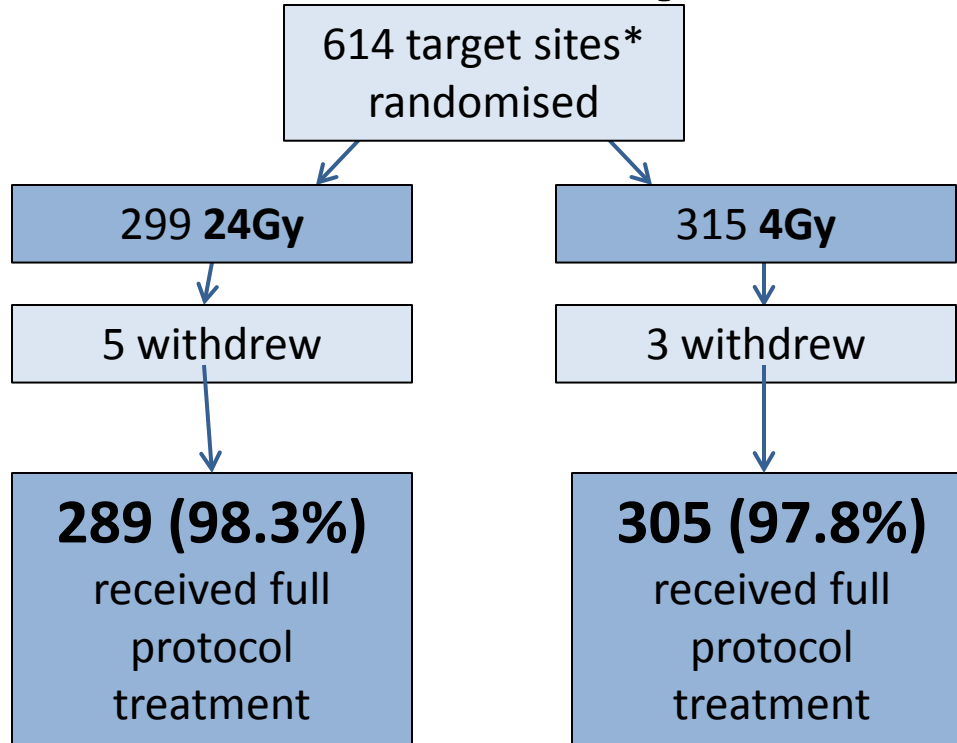 614 target sites*
randomised
299 24Gy
315 4Gy
5 withdrew
3 withdrew
289 (98.3%)
received full
protocol
treatment
305 (97.8%)
received full
protocol
treatment